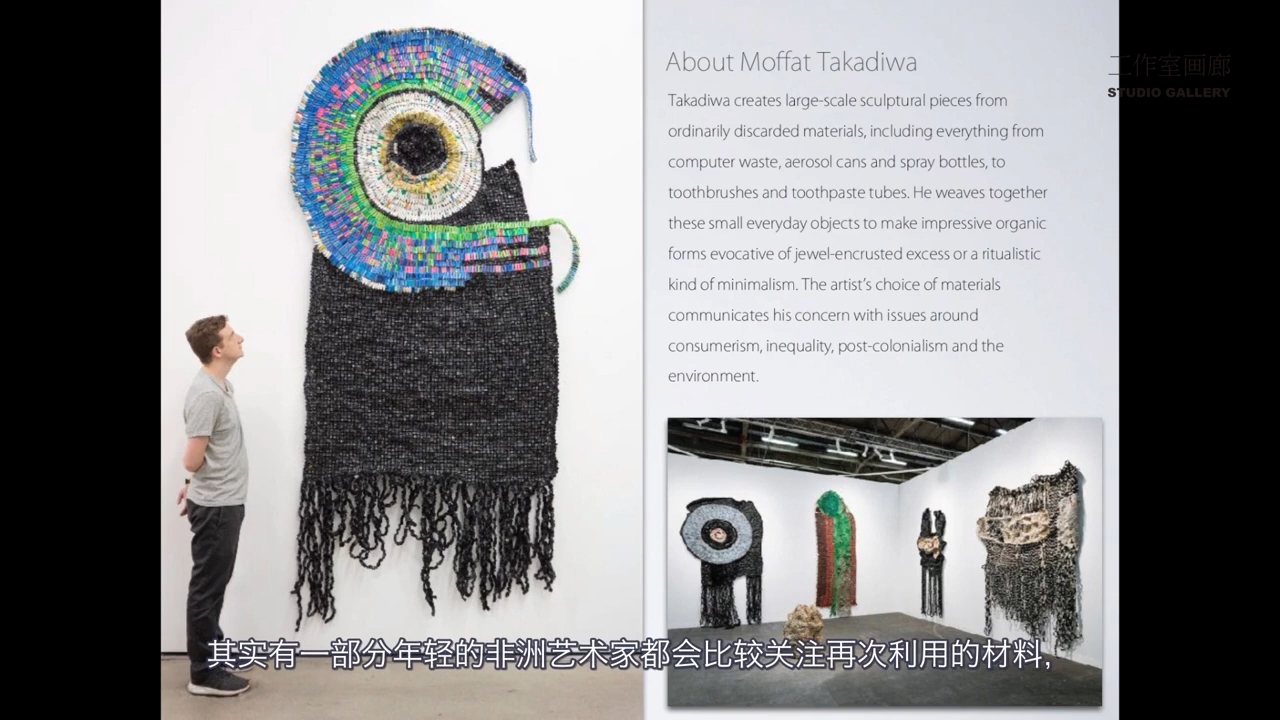 About Moffat Takadiwa
Takadiwa creates large-scale sculptural pieces from
ordinarily discarded materials, including everything from
computer waste, aerosol cans and spray bottles, to
toothbrushes and toothpaste tubes. He weaves together
these small everyday objects to make impressive organic
forms evocative of jewel-encrusted excess or a ritualistic
kind of minimalism. The artist's choice of materials
communicates his concern with issues around
consumerism, inequality, post-colonialism and the
environment.
工作室画廊
STUDIO GALLERY
其实有一部分年轻的非洲艺术家都会比较关注再次利用的材料,